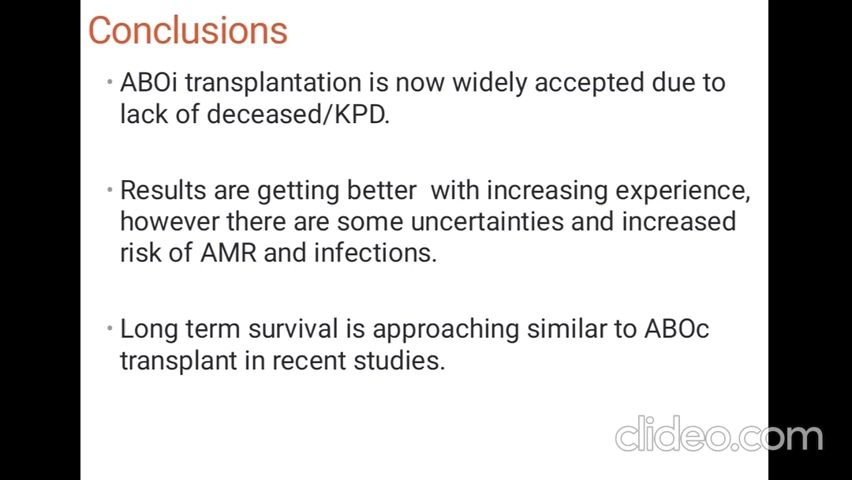 Conclusions
• ABOi transplantation is now widely accepted due to
lack of deceased/KPD.
• Results are getting better with increasing experience,
however there are some uncertainties and increased
risk of AMR and infections.
• Long term survival is approaching similar to ABOc
transplant in recent studies.
clideo.com